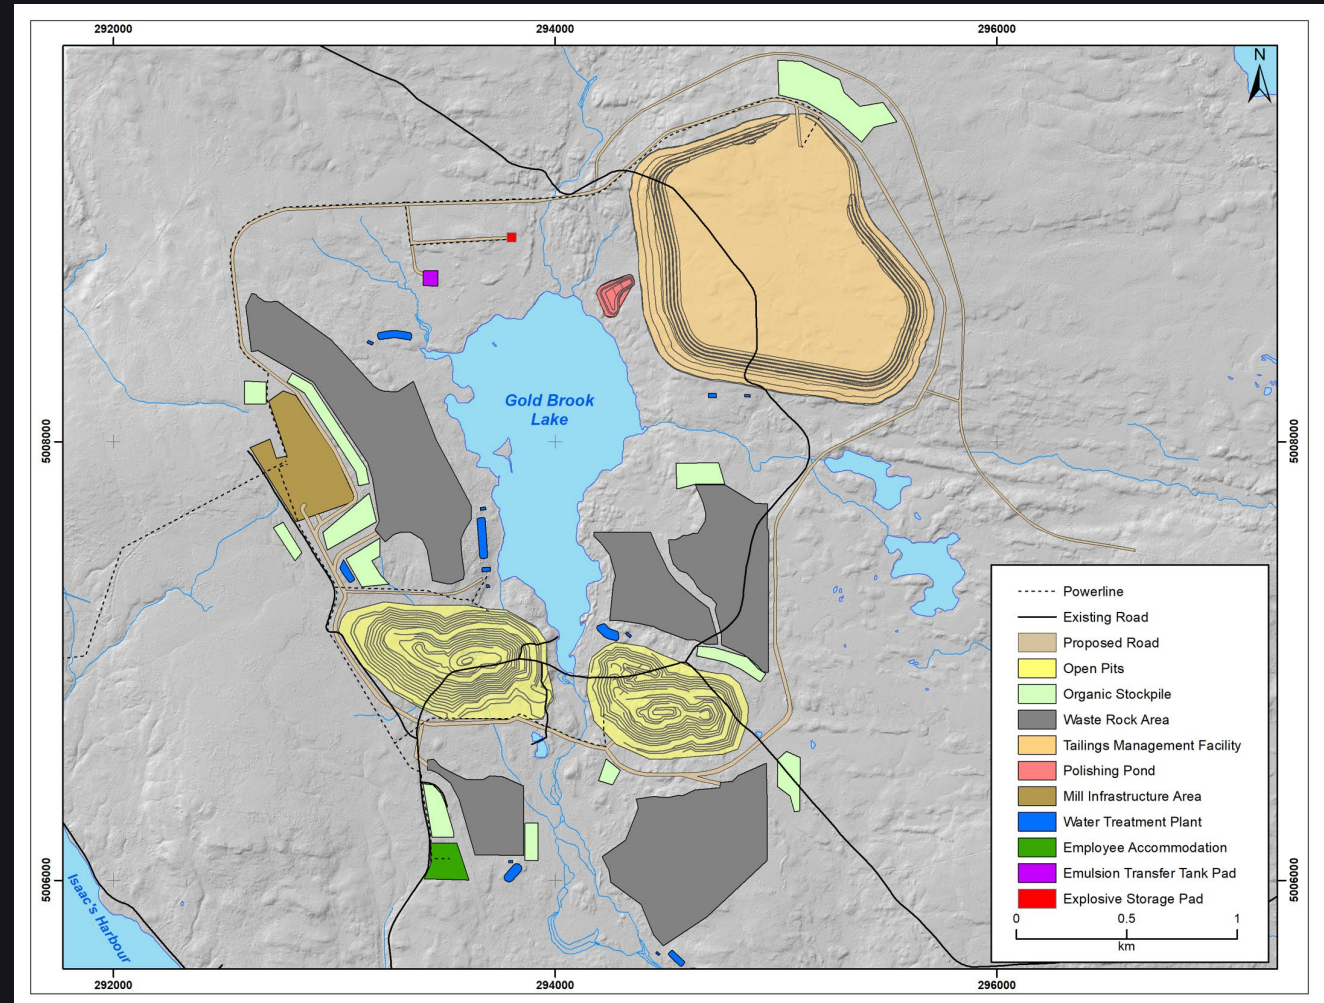 292000
294000
296000
N
Gold Brook
Lake
5008000
5008000
Powerline
Existing Road
Proposed Road
Open Pits
Organic Stockpile
Waste Rock Area
Tailings Management Facility
Polishing Pond
Mill Infrastructure Area
Water Treatment Plant
Employee Accommodation
Emulsion Transfer Tank Pad
Explosive Storage Pad
0
0.5
1
km
5006000
5006000
Isaac's Harbour
292000
294000
296000